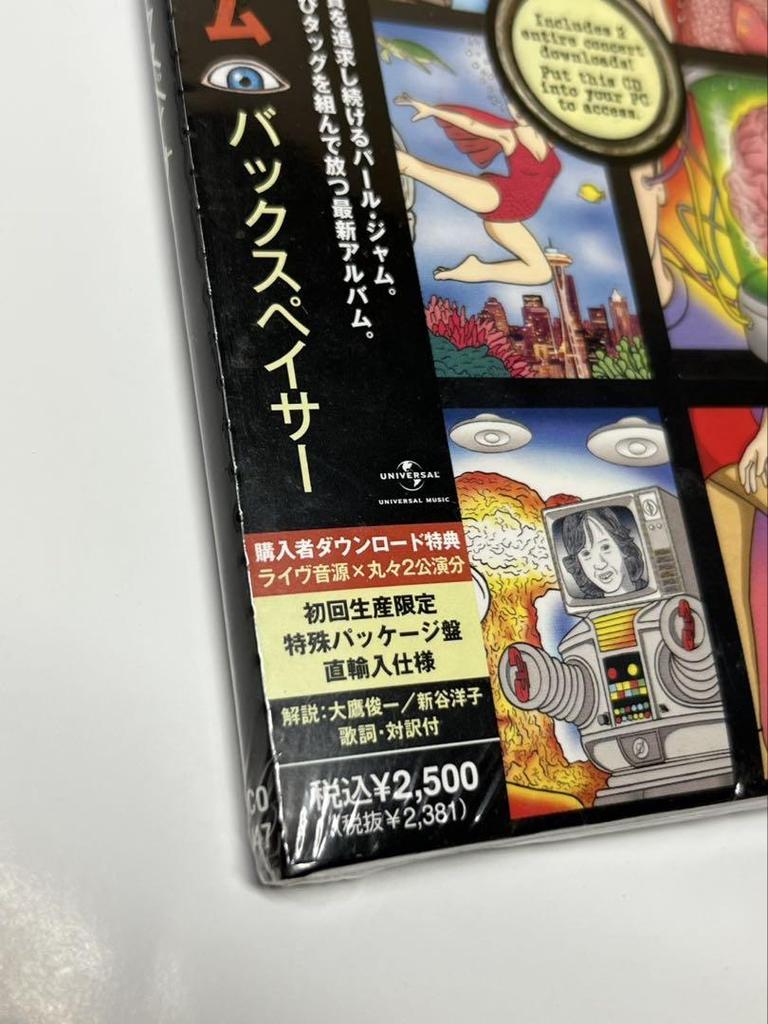 ム
バックスペイサー
を追求し続けるパール・ジャム。
びタッグを組んで放つ最新アルバム。
Includes 2
entire concert
downloads!
Put this CD
into your PC
to access.
UNIVERSAL
UNIVERSAL MUSIC
購入者ダウンロード特典
ライヴ音源×丸々2公演分
初回生産限定
特殊パッケージ盤
直輸入仕様
解説:大鷹俊一/新谷洋子
歌詞・対訳付
税込¥2,500
(税抜¥2,381)
CO
47